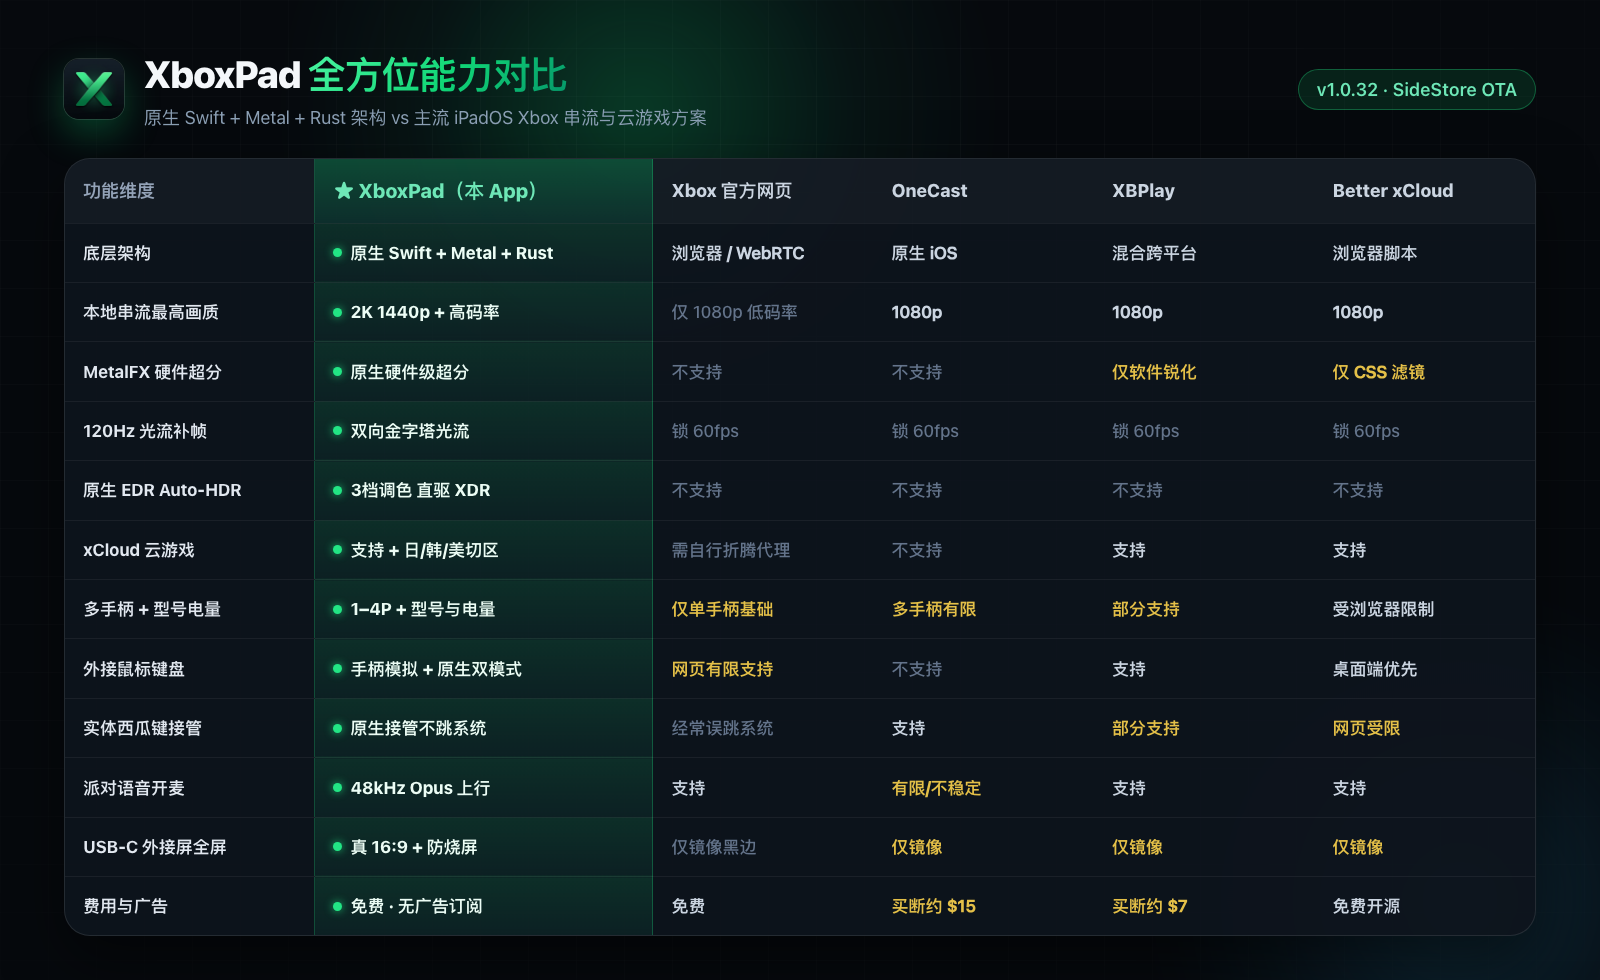 XboxPad 全方位能力对比
原生 Swift + Metal + Rust 架构 vs 主流 iPadOS Xbox 串流与云游戏方案
v1.0.32 · SideStore OTA
功能维度 ★ XboxPad（本 App） Xbox 官方网页 OneCast XBPlay Better xCloud
底层架构 原生 Swift + Metal + Rust 浏览器 / WebRTC 原生 iOS 混合跨平台 浏览器脚本
本地串流最高画质 2K 1440p + 高码率 仅 1080p 低码率 1080p 1080p 1080p
MetalFX 硬件超分 原生硬件级超分 不支持 不支持 仅软件锐化 仅 CSS 滤镜
120Hz 光流补帧 双向金字塔光流 锁 60fps 锁 60fps 锁 60fps 锁 60fps
原生 EDR Auto-HDR 3档调色 直驱 XDR 不支持 不支持 不支持 不支持
xCloud 云游戏 支持 + 日/韩/美切区 需自行折腾代理 不支持 支持 支持
多手柄 + 型号电量 1–4P + 型号与电量 仅单手柄基础 多手柄有限 部分支持 受浏览器限制
外接鼠标键盘 手柄模拟 + 原生双模式 网页有限支持 不支持 支持 桌面端优先
实体西瓜键接管 原生接管不跳系统 经常误跳系统 支持 部分支持 网页受限
派对语音开麦 48kHz Opus 上行 支持 有限/不稳定 支持 支持
USB-C 外接屏全屏 真 16:9 + 防烧屏 仅镜像黑边 仅镜像 仅镜像 仅镜像
费用与广告 免费 · 无广告订阅 免费 买断约 $15 买断约 $7 免费开源